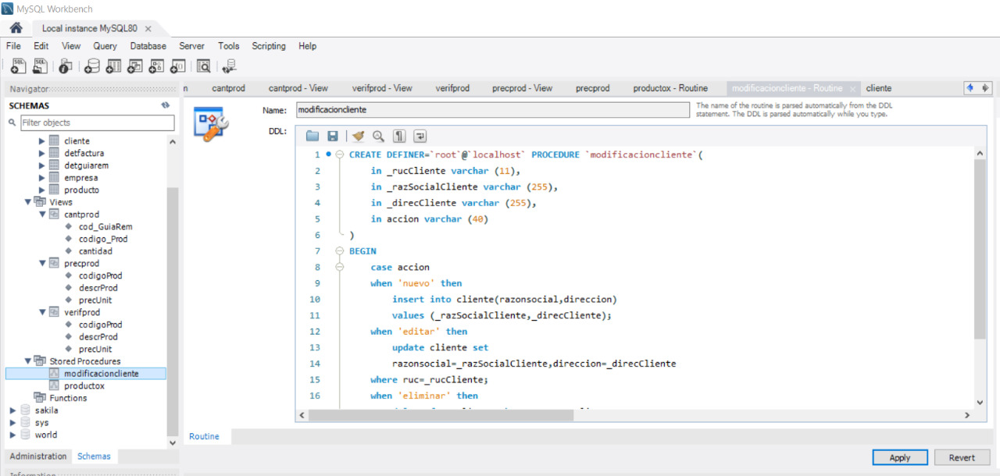 MySQL Workbench
Local instance MySQL80 ×
File Edit View Query Database Server Tools Scripting Help
Navigator
n cantprod cantprod - View verifprod - View verifprod precprod - View precprod productox - Routine modificacioncliente - Routine × cliente
SCHEMAS
Filter objects
cliente
detfactura
detguiarem
empresa
producto
Views
cantprod
cod_GuiaRem
codigo_Prod
cantidad
precprod
codigoProd
descrProd
precUnit
verifprod
codigoProd
descrProd
precUnit
Stored Procedures
modificacioncliente
productox
Functions
sakila
sys
world
Administration Schemas
Information
Name: modificacioncliente
The name of the routine is parsed automatically from the DDL
statement. The DDL is parsed automatically while you type.
DDL:
1 CREATE DEFINER=`root`@`localhost` PROCEDURE `modificacioncliente`(
2 in _rucCliente varchar (11),
3 in _razSocialCliente varchar (255),
4 in _direcCliente varchar (255),
5 in accion varchar (40)
6 )
7 BEGIN
8 case accion
9 when 'nuevo' then
10 insert into cliente(razonsocial,direccion)
11 values (_razSocialCliente,_direcCliente);
12 when 'editar' then
13 update cliente set
14 razonsocial=_razSocialCliente,direccion=_direcCliente
15 where ruc=_rucCliente;
16 when 'eliminar' then
Routine
Apply Revert